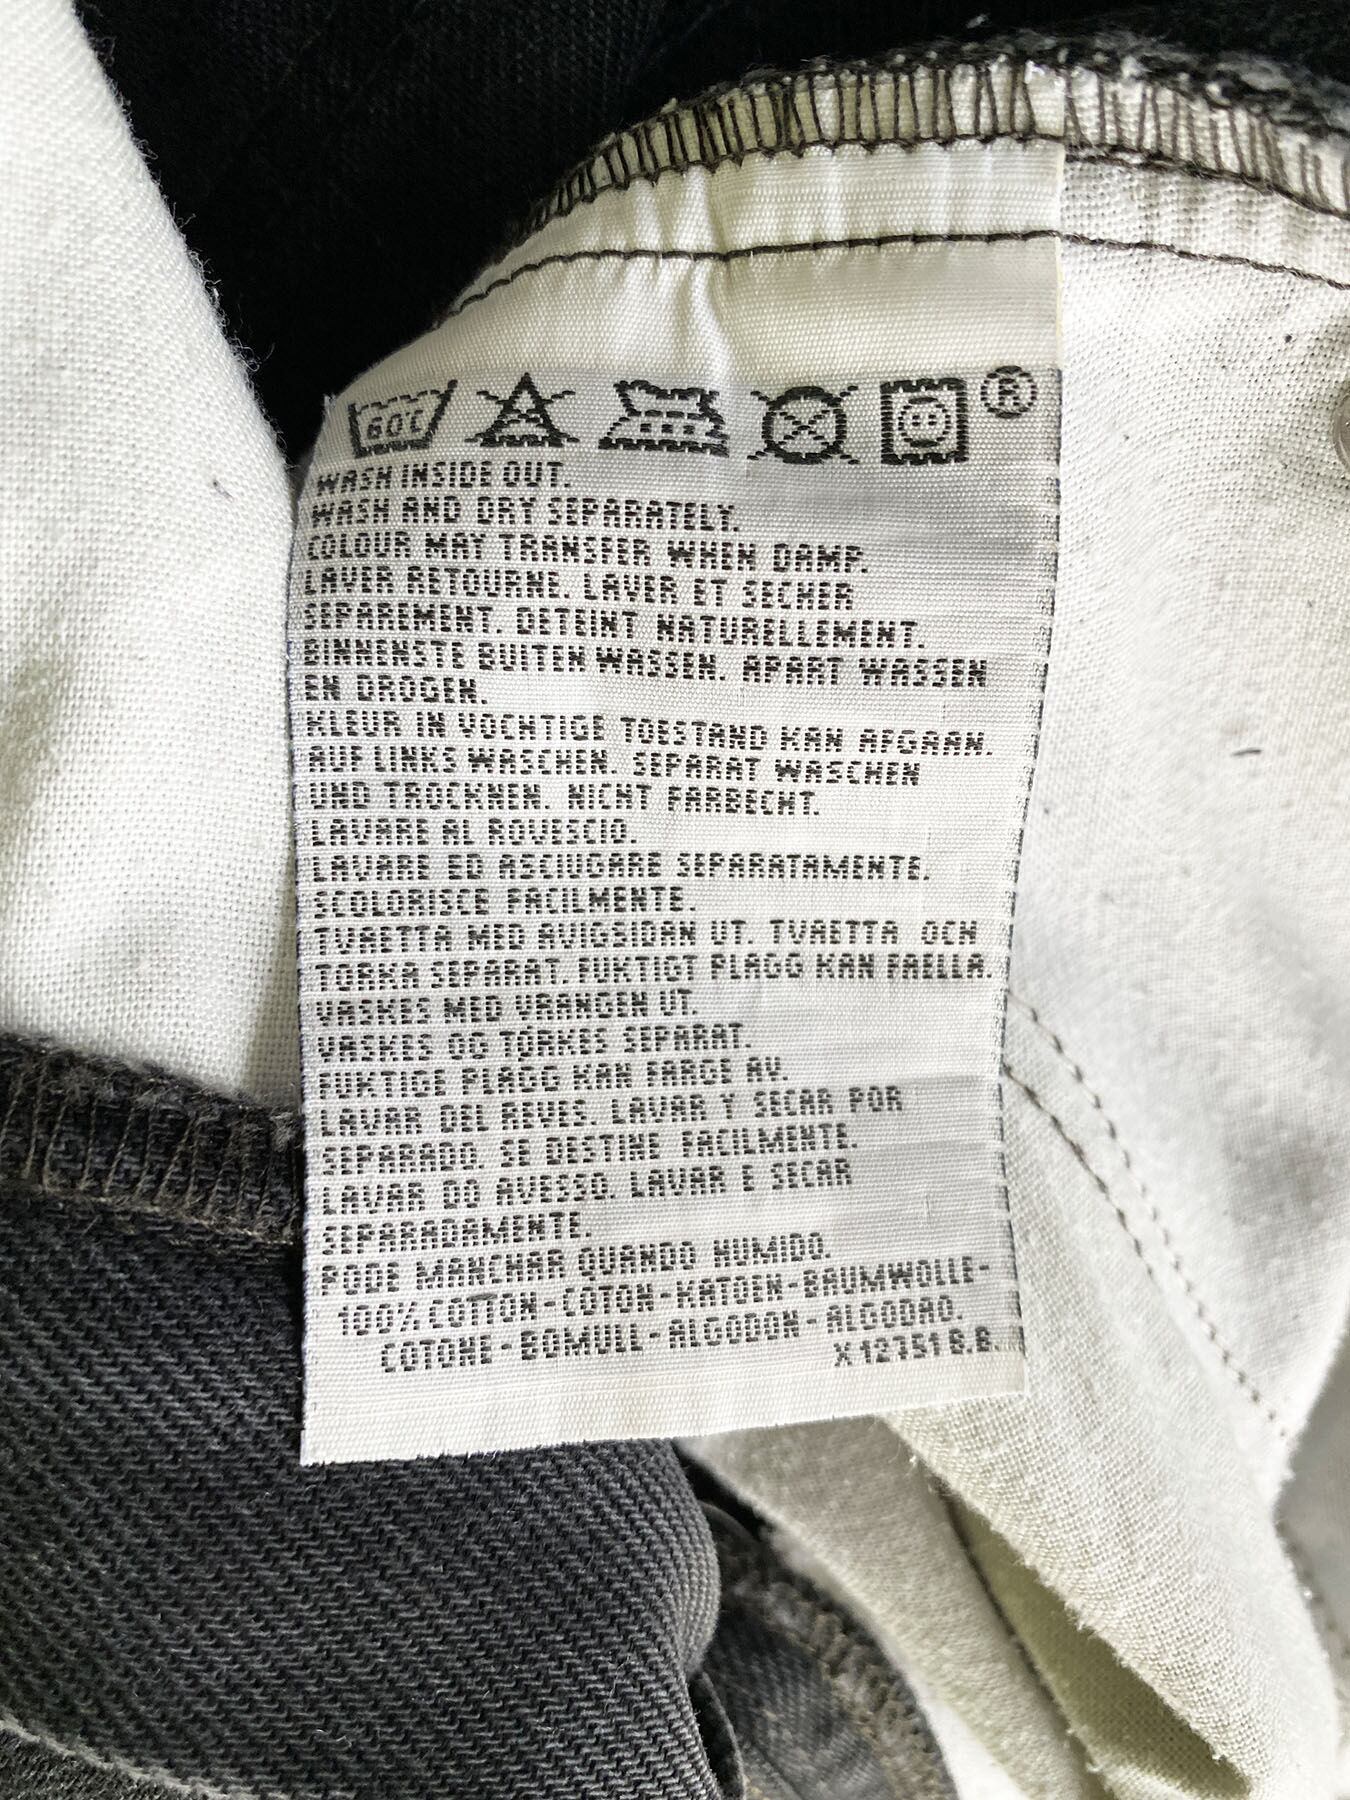 60°C ®
WASH INSIDE OUT.
WASH AND DRY SEPARATELY.
COLOUR MAY TRANSFER WHEN DAMP.
LAVER RETOURNE. LAVER ET SECHER
SEPAREMENT. DETEINT NATURELLEMENT.
BINNENSTE BUITEN WASSEN. APART WASSEN
EN DROGEN.
KLEUR IN VOCHTIGE TOESTAND KAN AFGAAN.
AUF LINKS WASCHEN. SEPARAT WASCHEN
UND TROCKNEN. NICHT FARBECHT.
LAVARE AL ROVESCIO.
LAVARE ED ASCIUGARE SEPARATAMENTE.
SCOLORISCE FACILMENTE.
TVAETTA MED AVIGSIDAN UT. TVAETTA OCH
TORKA SEPARAT. FUKTIGT PLAGG KAN FAELLA.
VASKES MED VRANGEN UT.
VASKES OG TØRKES SEPARAT.
FUKTIGE PLAGG KAN FARGE AV.
LAVAR DEL REVES. LAVAR Y SECAR POR
SEPARADO. SE DESTINE FACILMENTE.
LAVAR DO AVESSO. LAVAR E SECAR
SEPARADAMENTE.
PODE MANCHAR QUANDO HUMIDO.
100% COTTON-COTON-KATOEN-BAUMWOLLE-
COTONE-BOMULL-ALGODON-ALGODAO.
B.B.